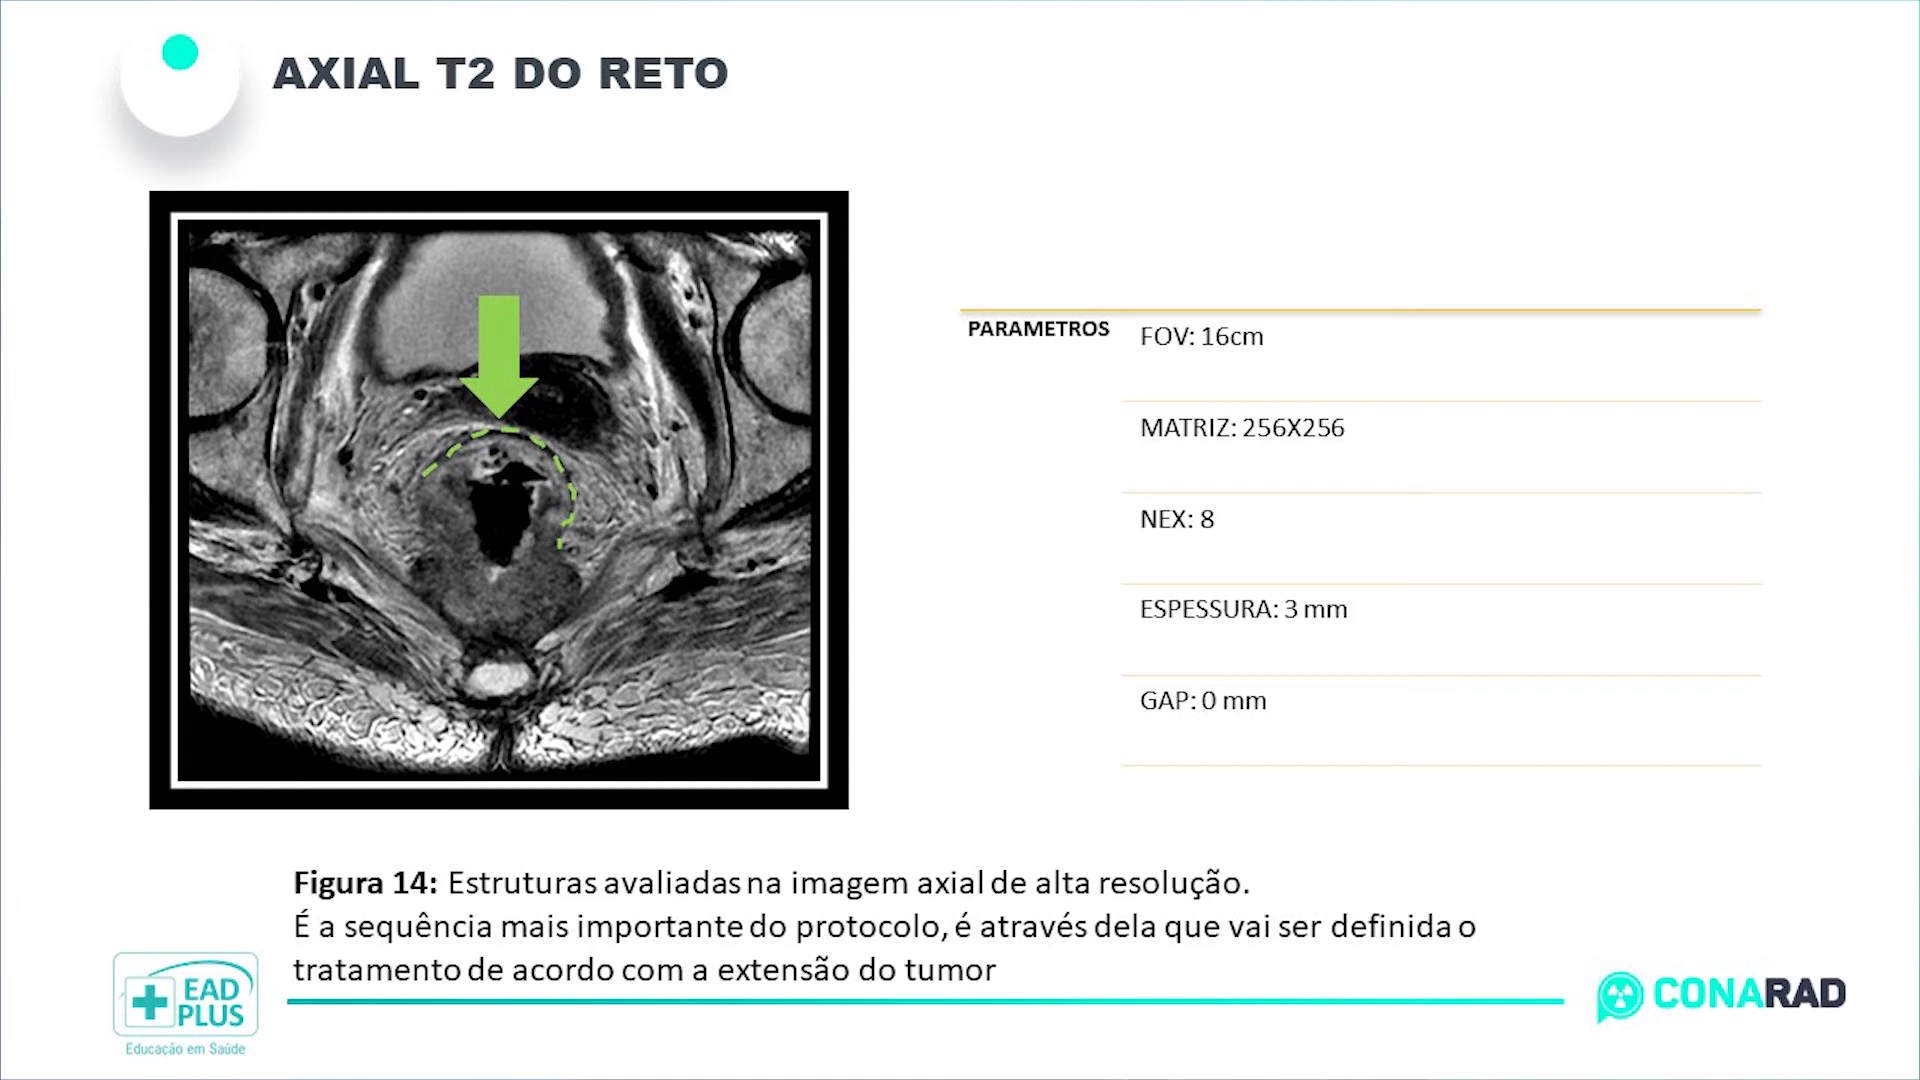 AXIAL T2 DO RETO
PARAMETROS
FOV: 16cm
MATRIZ: 256X256
NEX: 8
ESPESSURA: 3 mm
GAP: 0 mm
Figura 14: Estruturas avaliadas na imagem axial de alta resolução.
É a sequência mais importante do protocolo, é através dela que vai ser definida o
tratamento de acordo com a extensão do tumor
EAD
PLUS
Educação em Saúde
CONARAD